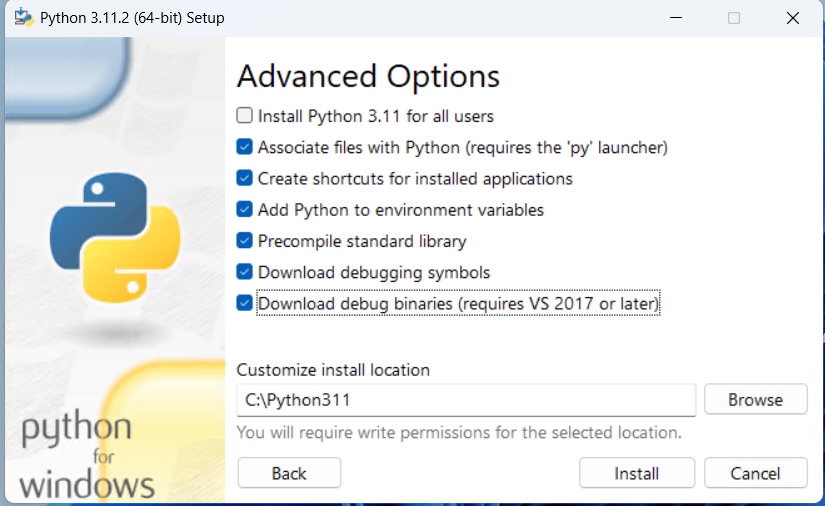 Python 3.11.2 (64-bit) Setup
Advanced Options
Install Python 3.11 for all users
Associate files with Python (requires the 'py' launcher)
Create shortcuts for installed applications
Add Python to environment variables
Precompile standard library
Download debugging symbols
Download debug binaries (requires VS 2017 or later)
Customize install location
C:\Python311
Browse
You will require write permissions for the selected location.
python
for
windows
Back
Install
Cancel